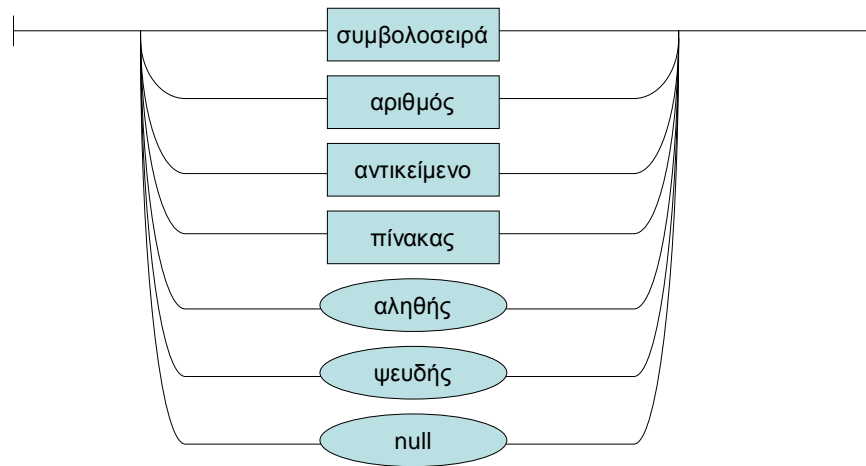 συμβολοσειρά
αριθμός
αντικείμενο
πίνακας
αληθής
ψευδής
null